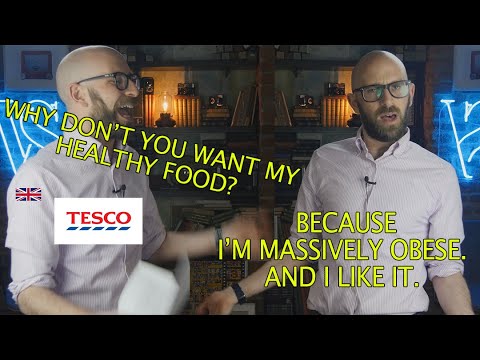 WHY DON'T YOU WANT MY
HEALTHY FOOD?
TESCO
BECAUSE
I'M MASSIVELY OBESE.
AND I LIKE IT.